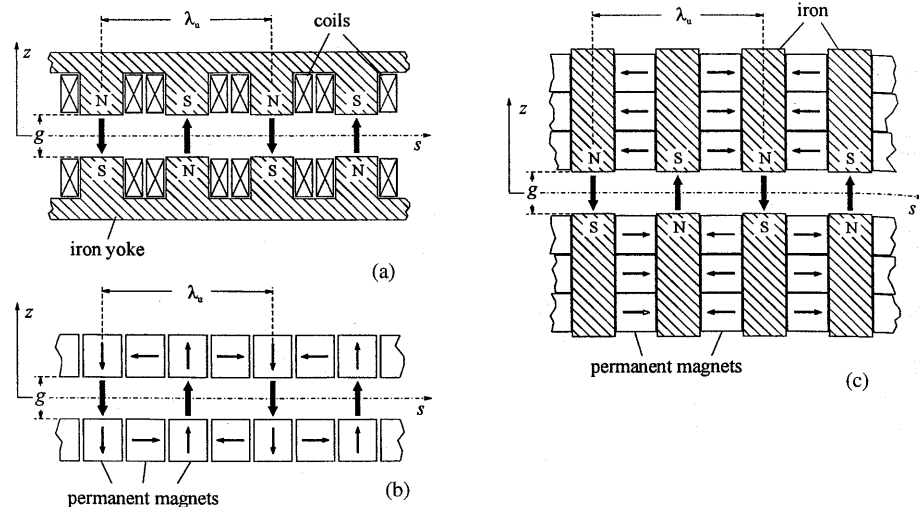 λu
coils
z
N S N S
g
s
S N S N
iron yoke
(a)
λu
z
g
s
permanent magnets
(b)
iron
λu
z
N S N S
g
s
S N S N
permanent magnets
(c)